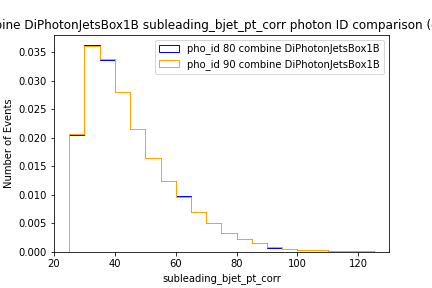 bine DiPhotonJetsBox1B subleading_bjet_pt_corr photon ID comparison (
pho_id 80 combine DiPhotonJetsBox1B
pho_id 90 combine DiPhotonJetsBox1B
Number of Events
0.035
0.030
0.025
0.020
0.015
0.010
0.005
0.000
20 40 60 80 100 120
subleading_bjet_pt_corr